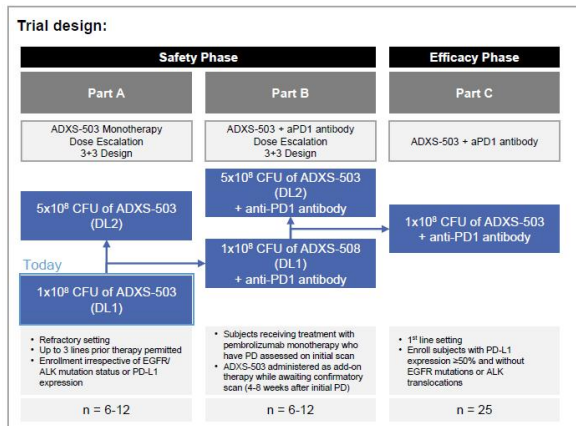 Trial design:
Safety Phase
Efficacy Phase
Part A
Part B
Part C
ADXS-503 Monotherapy
Dose Escalation
3+3 Design
ADXS-503 + aPD1 antibody
Dose Escalation
3+3 Design
ADXS-503 + aPD1 antibody
5x10⁸ CFU of ADXS-503
(DL2)
5x10⁸ CFU of ADXS-503
(DL2)
+ anti-PD1 antibody
1x10⁸ CFU of ADXS-503
+ anti-PD1 antibody
Today
1x10⁸ CFU of ADXS-503
(DL1)
1x10⁸ CFU of ADXS-508
(DL1)
+ anti-PD1 antibody
• Refractory setting
• Up to 3 lines prior therapy permitted
• Enrollment irrespective of EGFR/
ALK mutation status or PD-L1
expression
• Subjects receiving treatment with
pembrolizumab monotherapy who
have PD assessed on initial scan
• ADXS-503 administered as add-on
therapy while awaiting confirmatory
scan (4-8 weeks after initial PD)
• 1st line setting
• Enroll subjects with PD-L1
expression ≥50% and without
EGFR mutations or ALK
translocations
n = 6-12
n = 6-12
n = 25